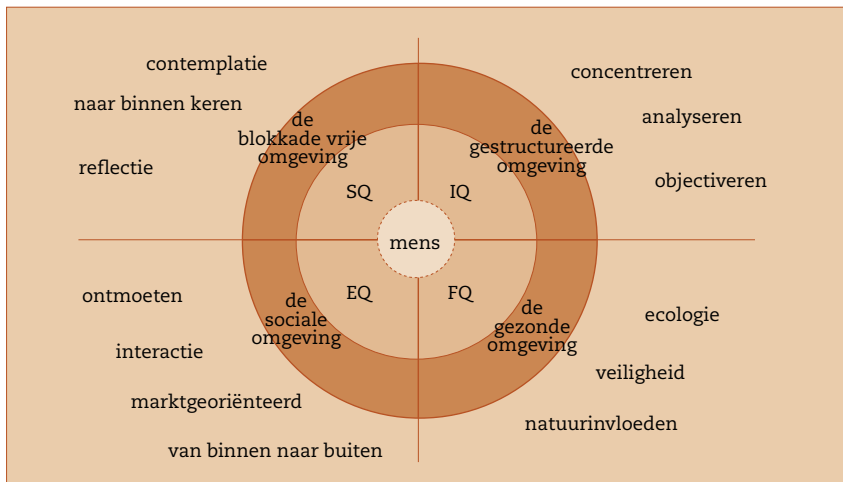 contemplatie
naar binnen keren
reflectie
de
blokkade vrije
omgeving
SQ
concentreren
analyseren
objectiveren
de
gestructureerde
omgeving
IQ
mens
ontmoeten
interactie
marktgeoriënteerd
van binnen naar buiten
de
sociale
omgeving
EQ
FQ
de
gezonde
omgeving
ecologie
veiligheid
natuurinvloeden